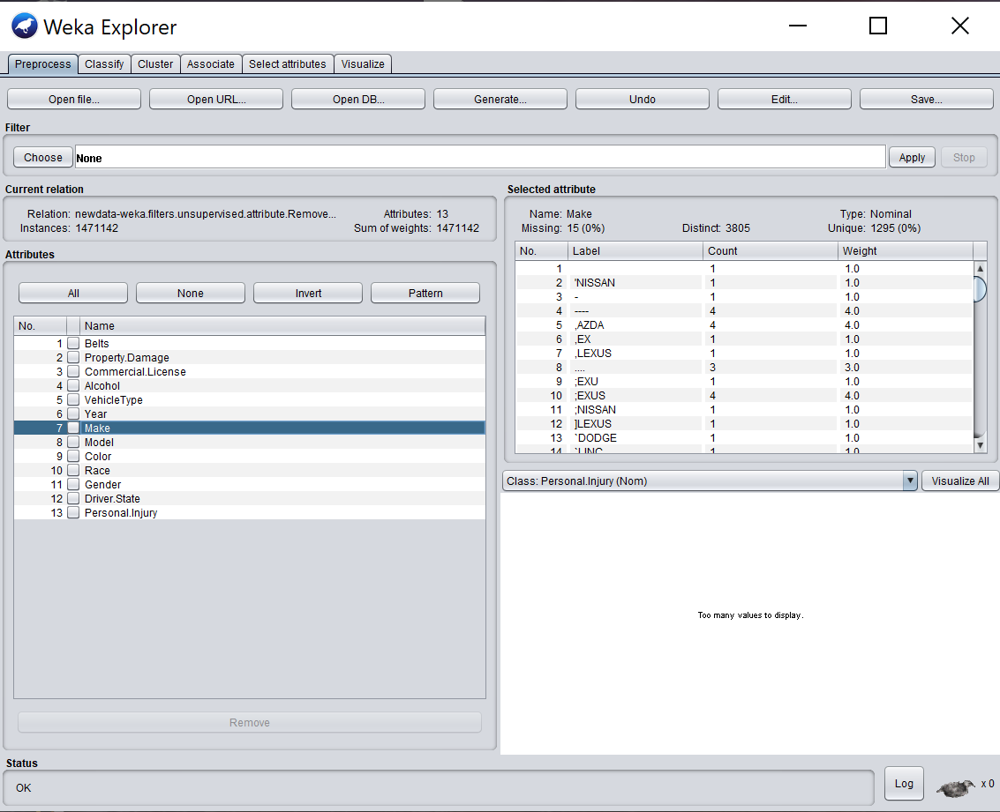 Weka Explorer
Preprocess Classify Cluster Associate Select attributes Visualize
Open file... Open URL... Open DB... Generate... Undo Edit... Save...
Filter
Choose None Apply Stop
Current relation
Relation: newdata-weka.filters.unsupervised.attribute.Remove... Attributes: 13
Instances: 1471142 Sum of weights: 1471142
Attributes
All None Invert Pattern
No. Name
1 Belts
2 Property.Damage
3 Commercial.License
4 Alcohol
5 VehicleType
6 Year
7 Make
8 Model
9 Color
10 Race
11 Gender
12 Driver.State
13 Personal.Injury
Remove
Selected attribute
Name: Make Type: Nominal
Missing: 15 (0%) Distinct: 3805 Unique: 1295 (0%)
No. Label Count Weight
1 1 1.0
2 'NISSAN 1 1.0
3 - 1 1.0
4 ---- 4 4.0
5 ,AZDA 4 4.0
6 ,EX 1 1.0
7 ,LEXUS 1 1.0
8 .... 3 3.0
9 ;EXU 1 1.0
10 ;EXUS 4 4.0
11 ;NISSAN 1 1.0
12 ]LEXUS 1 1.0
13 `DODGE 1 1.0
14 `LINC 1 1.0
Class: Personal.Injury (Nom) Visualize All
Too many values to display.
Status
OK
Log x 0